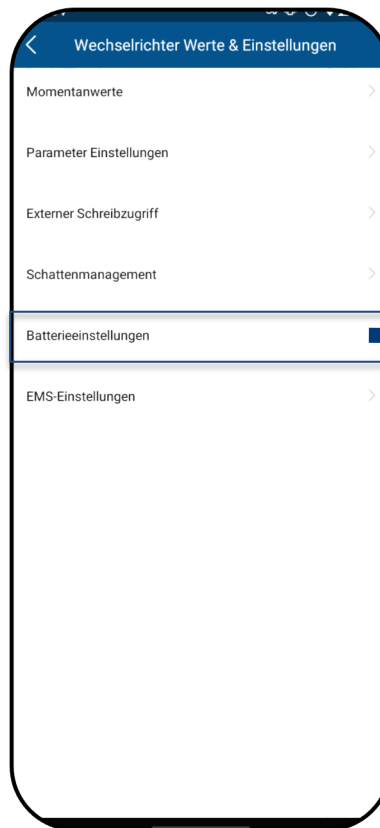 Wechselrichter Werte & Einstellungen
Momentanwerte
Parameter Einstellungen
Externer Schreibzugriff
Schattenmanagement
Batterieeinstellungen
EMS-Einstellungen